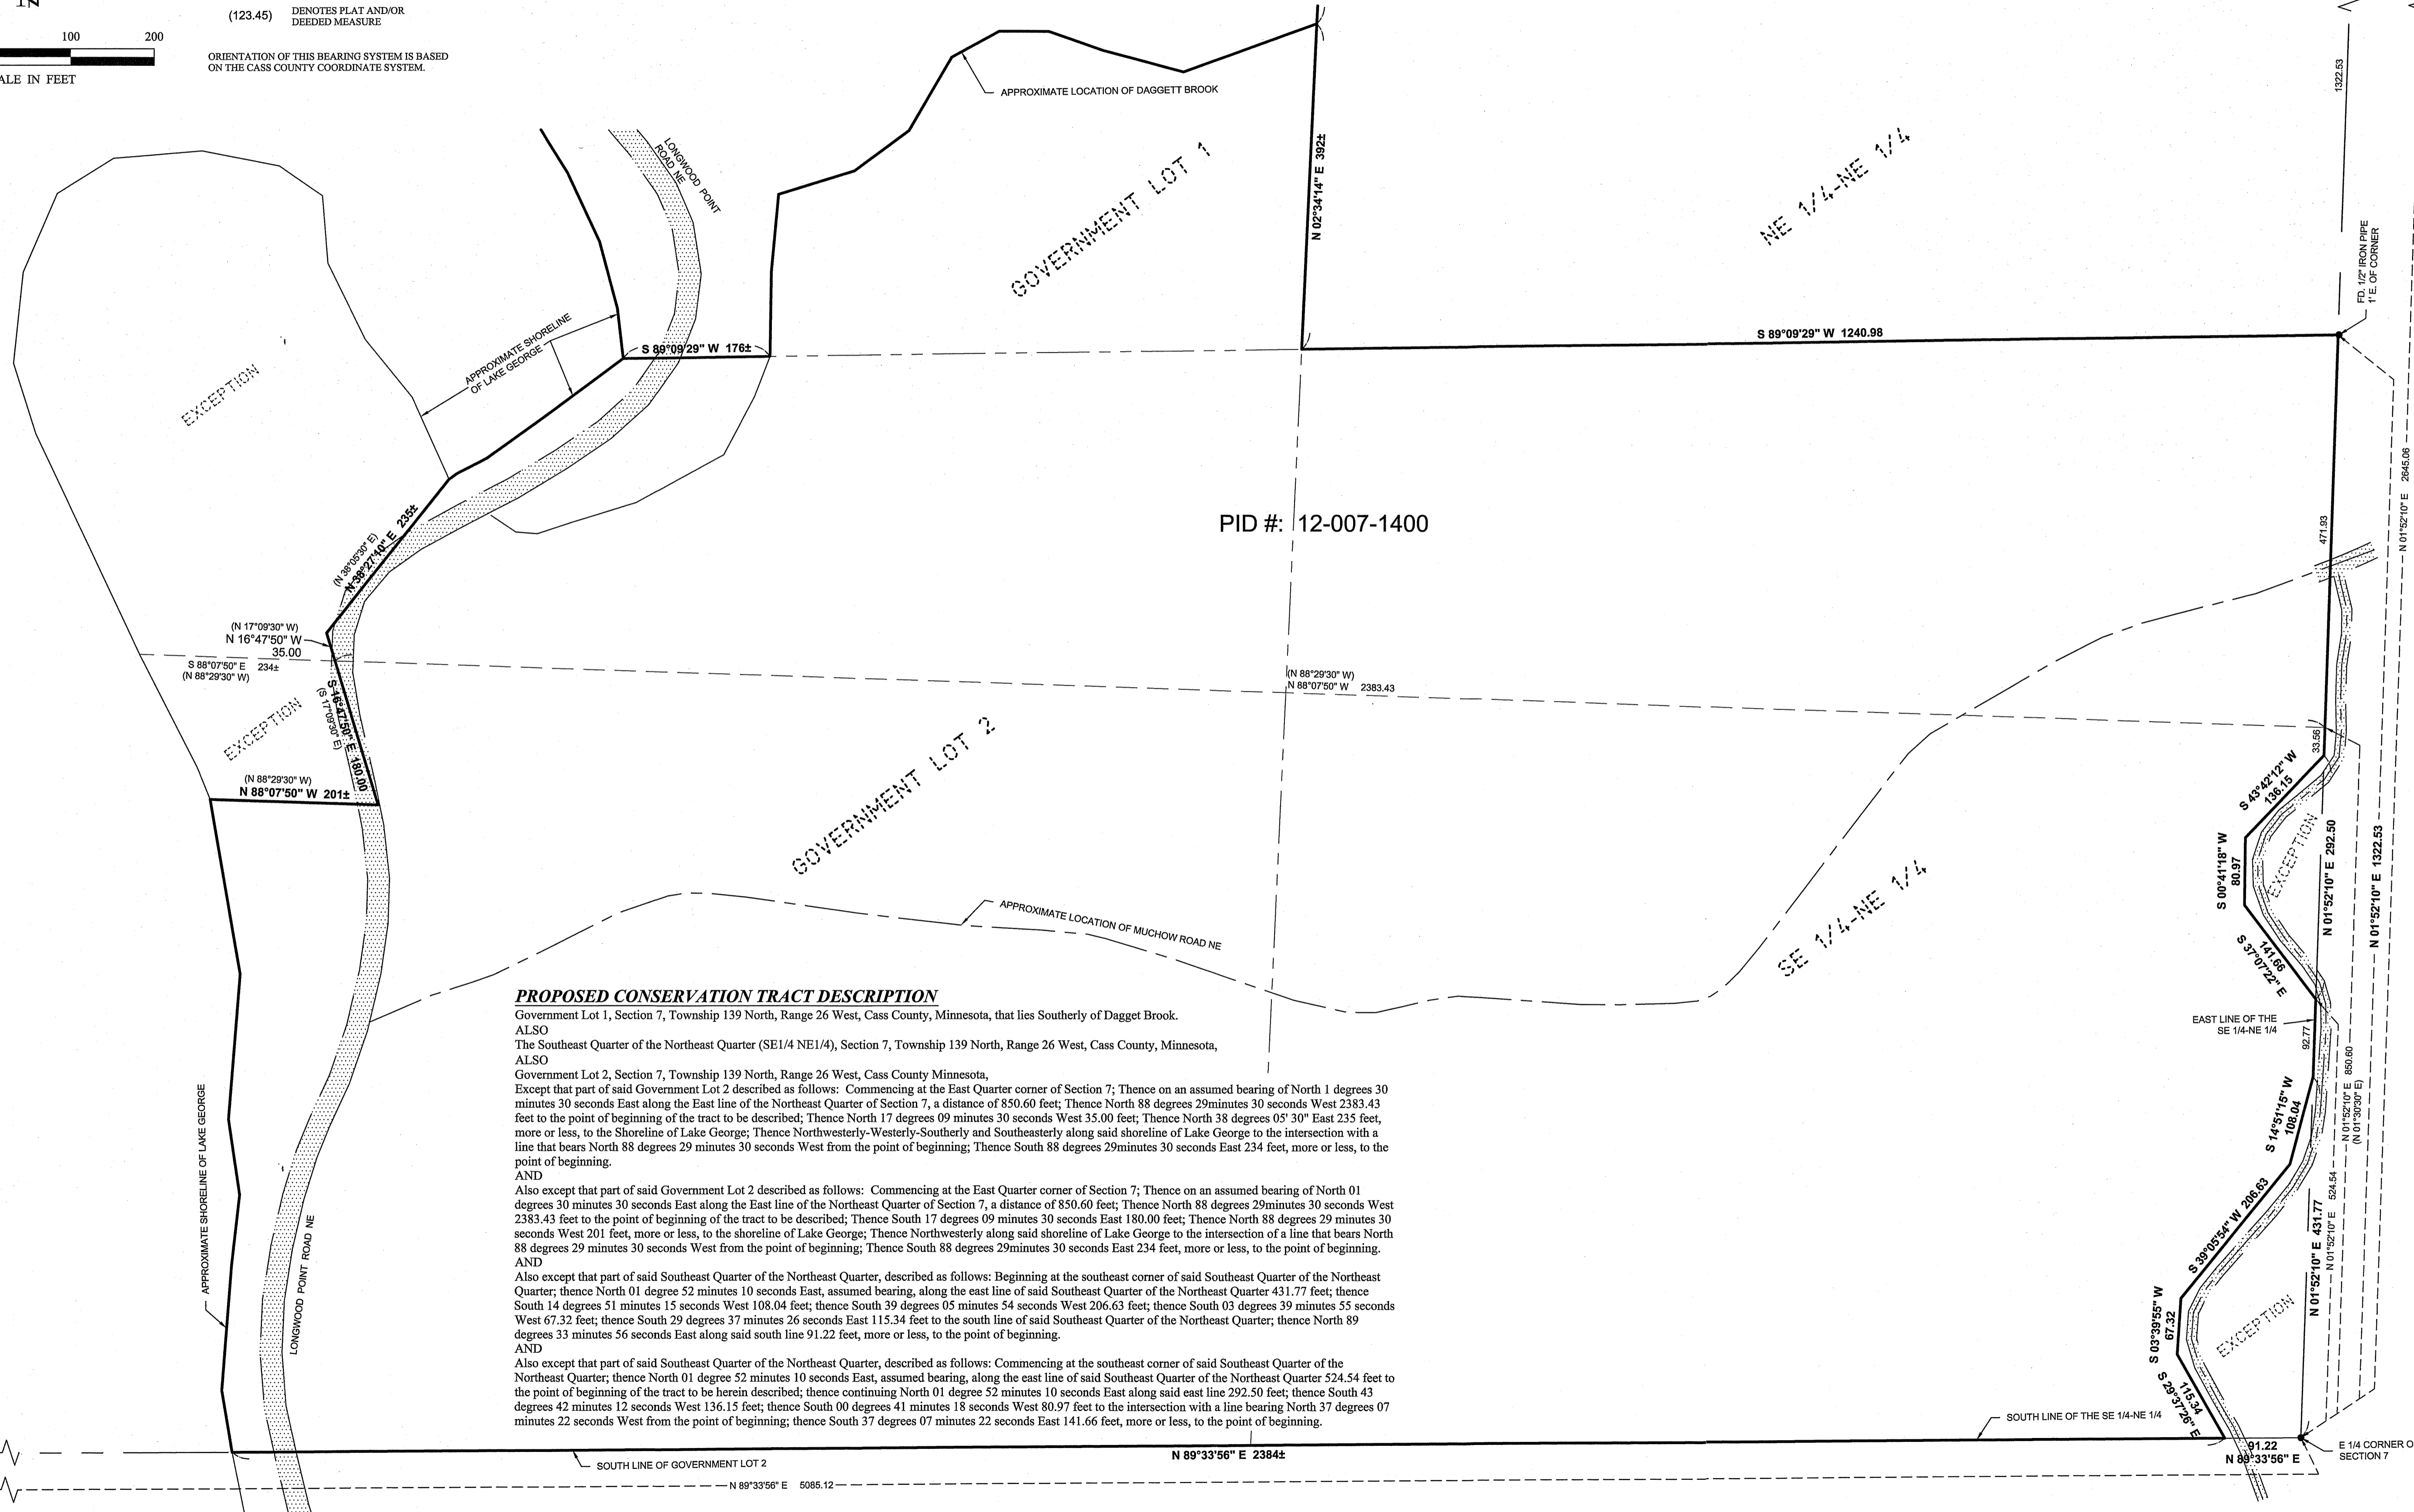 (123.45)
DENOTES PLAT AND/OR
DEEDED MEASURE
100
200
ALE IN FEET
ORIENTATION OF THIS BEARING SYSTEM IS BASED
ON THE CASS COUNTY COORDINATE SYSTEM.
APPROXIMATE LOCATION OF DAGGETT BROOK
LONGWOOD POINT
ROAD NE
GOVERNMENT LOT 1
N 02°34'14" E 392±
NE 1/4-NE 1/4
1322.53
FD. 1/2" IRON PIPE
1' E. OF CORNER
S 89°09'29" W 1240.98
S 89°09'29" W 176±
APPROXIMATE SHORELINE
OF LAKE GEORGE
EXCEPTION
PID #: 12-007-1400
N 01°52'10" E 2645.06
471.93
(N 38°05'30" E)
N 38°27'10" E 235±
(N 17°09'30" W)
N 16°47'50" W
35.00
S 88°07'50" E 234±
(N 88°29'30" W)
(N 88°29'30" W)
N 88°07'50" W 2383.43
EXCEPTION
S 16°47'50" E 180.00
(S 17°09'30" E)
(N 88°29'30" W)
N 88°07'50" W 201±
GOVERNMENT LOT 2
33.56
S 43°42'12" W
136.15
S 00°41'18" W
80.97
EXCEPTION
N 01°52'10" E 292.50
N 01°52'10" E 1322.53
141.66
S 37°07'22" E
SE 1/4-NE 1/4
APPROXIMATE LOCATION OF MUCHOW ROAD NE
EAST LINE OF THE
SE 1/4-NE 1/4
92.77
PROPOSED CONSERVATION TRACT DESCRIPTION
Government Lot 1, Section 7, Township 139 North, Range 26 West, Cass County, Minnesota, that lies Southerly of Dagget Brook.
ALSO
The Southeast Quarter of the Northeast Quarter (SE1/4 NE1/4), Section 7, Township 139 North, Range 26 West, Cass County, Minnesota,
ALSO
Government Lot 2, Section 7, Township 139 North, Range 26 West, Cass County Minnesota,
Except that part of said Government Lot 2 described as follows: Commencing at the East Quarter corner of Section 7; Thence on an assumed bearing of North 1 degrees 30
minutes 30 seconds East along the East line of the Northeast Quarter of Section 7, a distance of 850.60 feet; Thence North 88 degrees 29minutes 30 seconds West 2383.43
feet to the point of beginning of the tract to be described; Thence North 17 degrees 09 minutes 30 seconds West 35.00 feet; Thence North 38 degrees 05' 30" East 235 feet,
more or less, to the Shoreline of Lake George; Thence Northwesterly-Westerly-Southerly and Southeasterly along said shoreline of Lake George to the intersection with a
line that bears North 88 degrees 29 minutes 30 seconds West from the point of beginning; Thence South 88 degrees 29minutes 30 seconds East 234 feet, more or less, to the
point of beginning.
AND
Also except that part of said Government Lot 2 described as follows: Commencing at the East Quarter corner of Section 7; Thence on an assumed bearing of North 01
degrees 30 minutes 30 seconds East along the East line of the Northeast Quarter of Section 7, a distance of 850.60 feet; Thence North 88 degrees 29minutes 30 seconds West
2383.43 feet to the point of beginning of the tract to be described; Thence South 17 degrees 09 minutes 30 seconds East 180.00 feet; Thence North 88 degrees 29 minutes 30
seconds West 201 feet, more or less, to the shoreline of Lake George; Thence Northwesterly along said shoreline of Lake George to the intersection of a line that bears North
88 degrees 29 minutes 30 seconds West from the point of beginning; Thence South 88 degrees 29minutes 30 seconds East 234 feet, more or less, to the point of beginning.
AND
Also except that part of said Southeast Quarter of the Northeast Quarter, described as follows: Beginning at the southeast corner of said Southeast Quarter of the Northeast
Quarter; thence North 01 degree 52 minutes 10 seconds East, assumed bearing, along the east line of said Southeast Quarter of the Northeast Quarter 431.77 feet; thence
South 14 degrees 51 minutes 15 seconds West 108.04 feet; thence South 39 degrees 05 minutes 54 seconds West 206.63 feet; thence South 03 degrees 39 minutes 55 seconds
West 67.32 feet; thence South 29 degrees 37 minutes 26 seconds East 115.34 feet to the south line of said Southeast Quarter of the Northeast Quarter; thence North 89
degrees 33 minutes 56 seconds East along said south line 91.22 feet, more or less, to the point of beginning.
AND
Also except that part of said Southeast Quarter of the Northeast Quarter, described as follows: Commencing at the southeast corner of said Southeast Quarter of the
Northeast Quarter; thence North 01 degree 52 minutes 10 seconds East, assumed bearing, along the east line of said Southeast Quarter of the Northeast Quarter 524.54 feet to
the point of beginning of the tract to be herein described; thence continuing North 01 degree 52 minutes 10 seconds East along said east line 292.50 feet; thence South 43
degrees 42 minutes 12 seconds West 136.15 feet; thence South 00 degrees 41 minutes 18 seconds West 80.97 feet to the intersection with a line bearing North 37 degrees 07
minutes 22 seconds West from the point of beginning; thence South 37 degrees 07 minutes 22 seconds East 141.66 feet, more or less, to the point of beginning.
S 14°51'15" W
108.04
N 01°52'10" E 850.60
(N 01°30'30" E)
N 01°52'10" E 524.54
N 01°52'10" E 431.77
S 39°05'54" W 206.63
S 03°39'55" W
67.32
EXCEPTION
115.34
S 29°37'26" E
APPROXIMATE SHORELINE OF LAKE GEORGE
LONGWOOD POINT ROAD NE
SOUTH LINE OF THE SE 1/4-NE 1/4
SOUTH LINE OF GOVERNMENT LOT 2
N 89°33'56" E 2384±
91.22
N 89°33'56" E
E 1/4 CORNER O
SECTION 7
N 89°33'56" E 5085.12